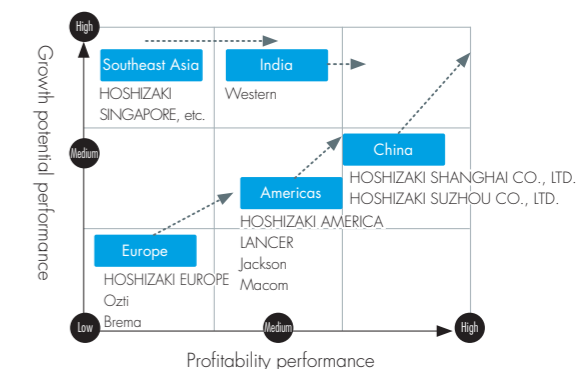 High
Growth potential performance
Southeast Asia
HOSHIZAKI
SINGAPORE, etc.
India
Western
Medium
China
HOSHIZAKI SHANGHAI CO., LTD.
HOSHIZAKI SUZHOU CO., LTD.
Americas
HOSHIZAKI AMERICA
LANCER
Jackson
Macom
Europe
HOSHIZAKI EUROPE
Ozti
Brema
Low
Medium
High
Profitability performance